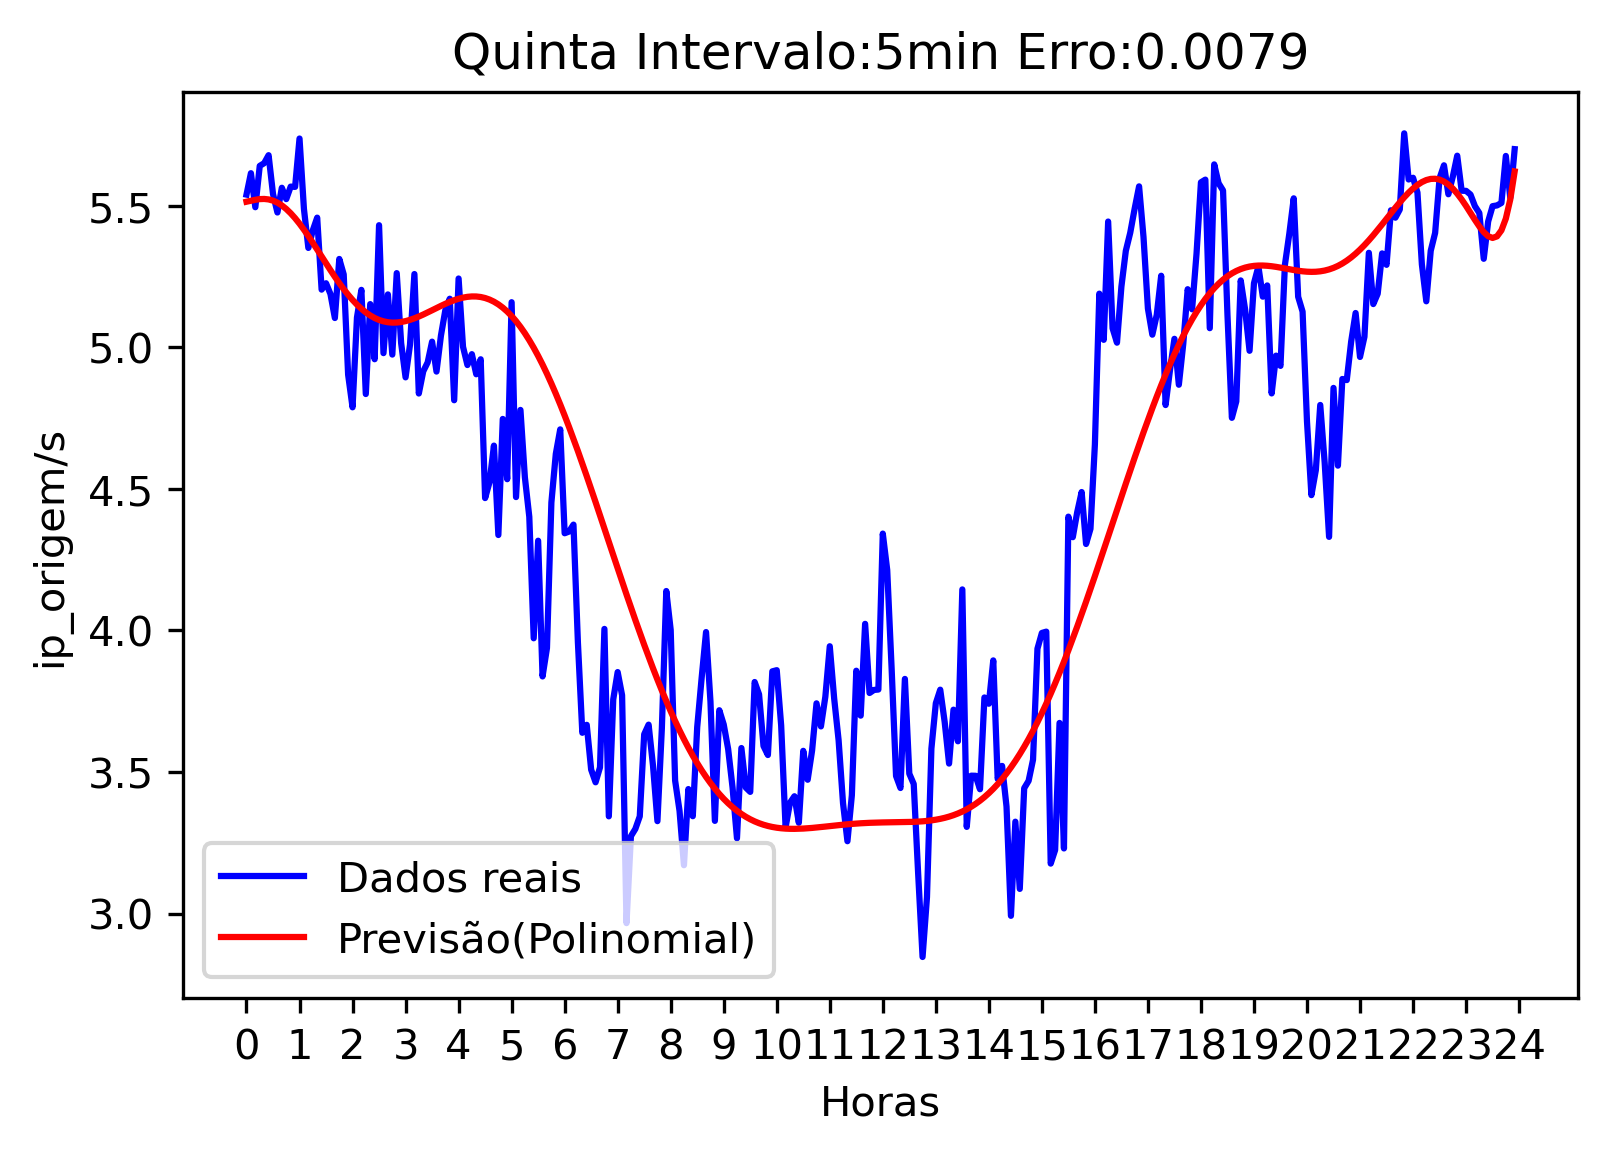 Quinta Intervalo:5min Erro:0.0079
5.5
5.0
4.5
4.0
3.5
3.0
ip_origem/s
Dados reais
Previsão(Polinomial)
0 1 2 3 4 5 6 7 8 9 10 11 12 13 14 15 16 17 18 19 20 21 22 23 24
Horas